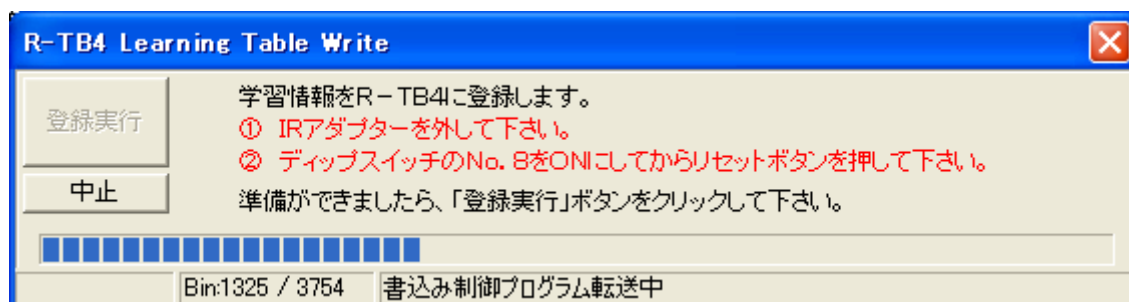 R-TB4 Learning Table Write
登録実行
中止
学習情報をR－TB4に登録します。
① IRアダプターを外して下さい。
② ディップスイッチのNo. 8をONにしてからリセットボタンを押して下さい。
準備ができましたら、「登録実行」ボタンをクリックして下さい。
Bin:1325 / 3754 書込み制御プログラム転送中